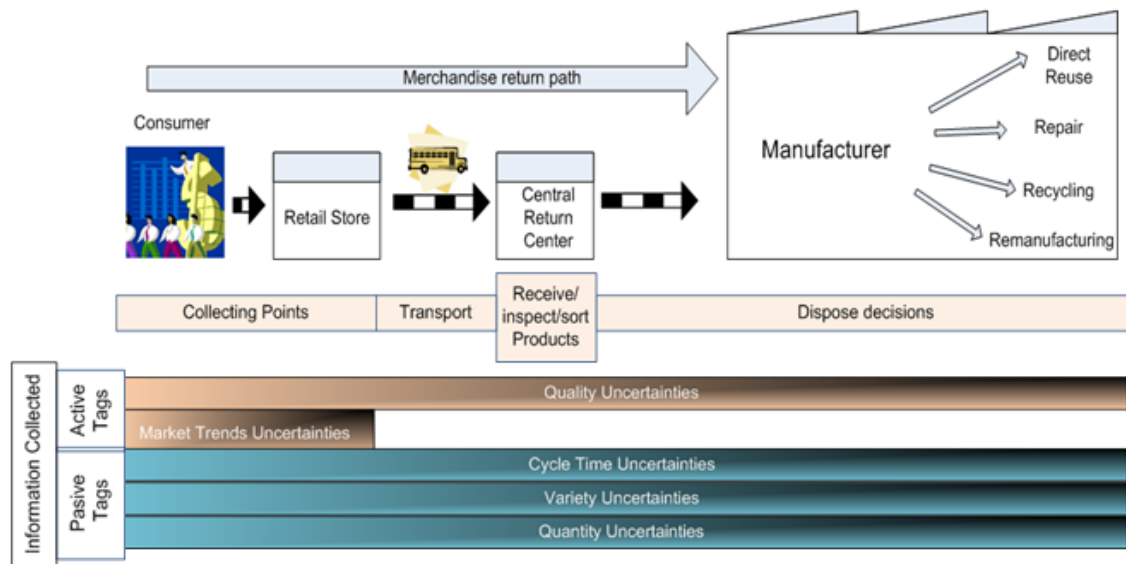 Merchandise return path
Direct
Reuse
Consumer
Manufacturer
Repair
Retail Store
Central
Return
Center
Recycling
Remanufacturing
Collecting Points
Transport
Receive/
inspect/sort
Products
Dispose decisions
Information Collected
Active
Tags
Quality Uncertainties
Market Trends Uncertainties
Pasive
Tags
Cycle Time Uncertainties
Variety Uncertainties
Quantity Uncertainties